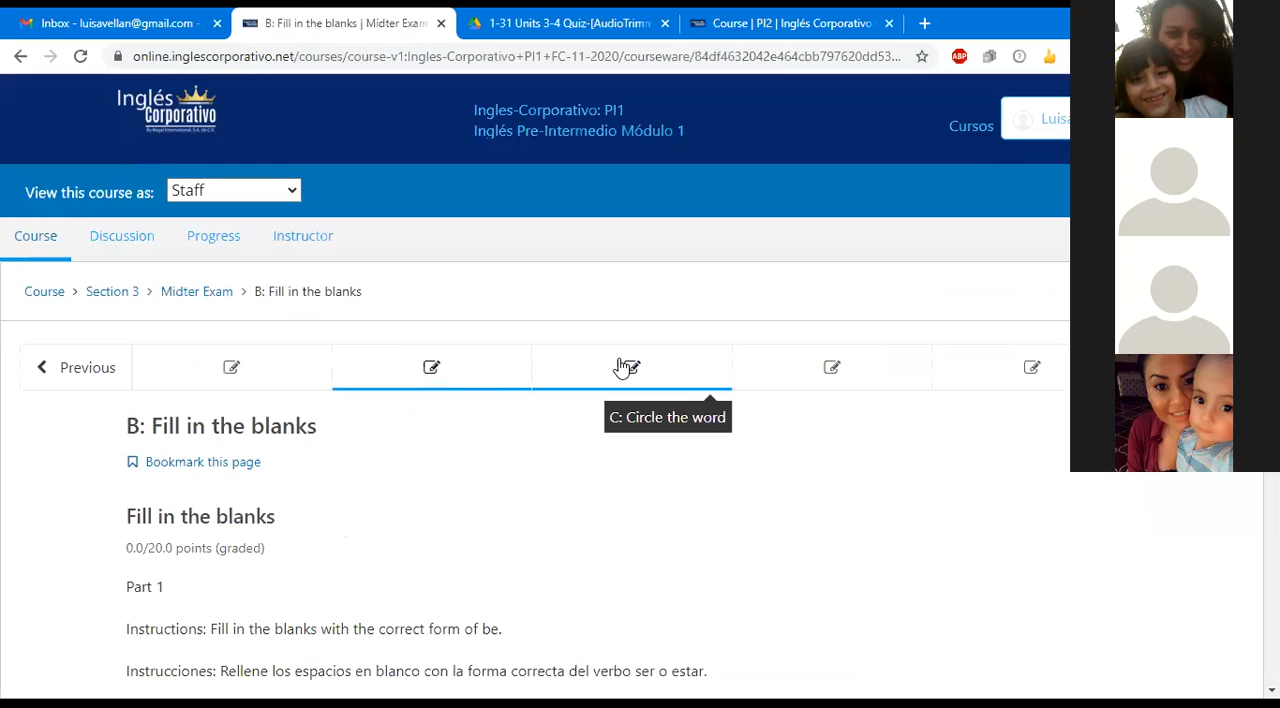 Inbox - luisavellan@gmail.com -
B: Fill in the blanks | Midter Exam
1-31 Units 3-4 Quiz-[AudioTrimm
Course | PI2 | Inglés Corporativo
online.inglescorporativo.net/courses/course-v1:Ingles-Corporativo+PI1+FC-11-2020/courseware/84df4632042e464cbb797620dd53...
ABP
Inglés
Corporativo
Ingles-Corporativo: PI1
Inglés Pre-Intermedio Módulo 1
Cursos
Luisa
View this course as:
Staff
Course
Discussion
Progress
Instructor
Course > Section 3 > Midter Exam > B: Fill in the blanks
Previous
C: Circle the word
B: Fill in the blanks
Bookmark this page
Fill in the blanks
0.0/20.0 points (graded)
Part 1
Instructions: Fill in the blanks with the correct form of be.
Instrucciones: Rellene los espacios en blanco con la forma correcta del verbo ser o estar.